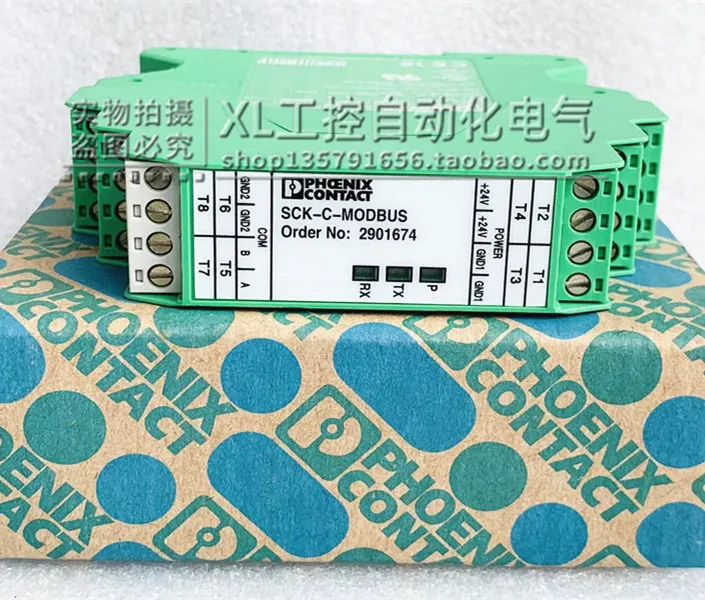 实物拍摄
盗图必究
XL工控自动化电气
shop135791656.taobao.com
PHOENIX
CONTACT
SCK-C-MODBUS
Order No: 2901674
RX
TX
P
T8
T6
GND2
GND2
COM
B
A
T7
T5
+24V
+24V
POWER
GND1
GND1
T4
T2
T3
T1
PHOENIX
CONTACT
PHOENIX
CONTACT
PHOENIX
CONTACT
PHOENIX
CONTACT